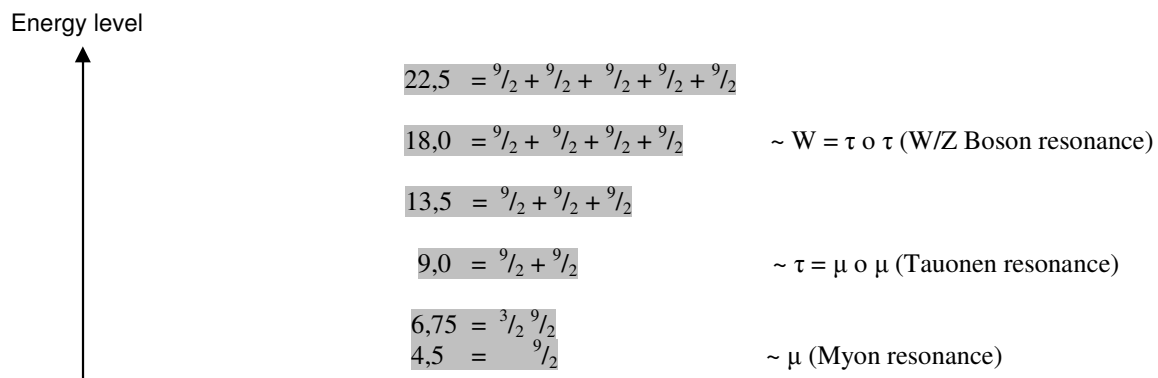 Energy level
22,5 = ⁹/₂ + ⁹/₂ + ⁹/₂ + ⁹/₂ + ⁹/₂
18,0 = ⁹/₂ + ⁹/₂ + ⁹/₂ + ⁹/₂ ~ W = τ o τ (W/Z Boson resonance)
13,5 = ⁹/₂ + ⁹/₂ + ⁹/₂
9,0 = ⁹/₂ + ⁹/₂ ~ τ = μ o μ (Tauonen resonance)
6,75 = ³/₂ ⁹/₂
4,5 = ⁹/₂ ~ μ (Myon resonance)